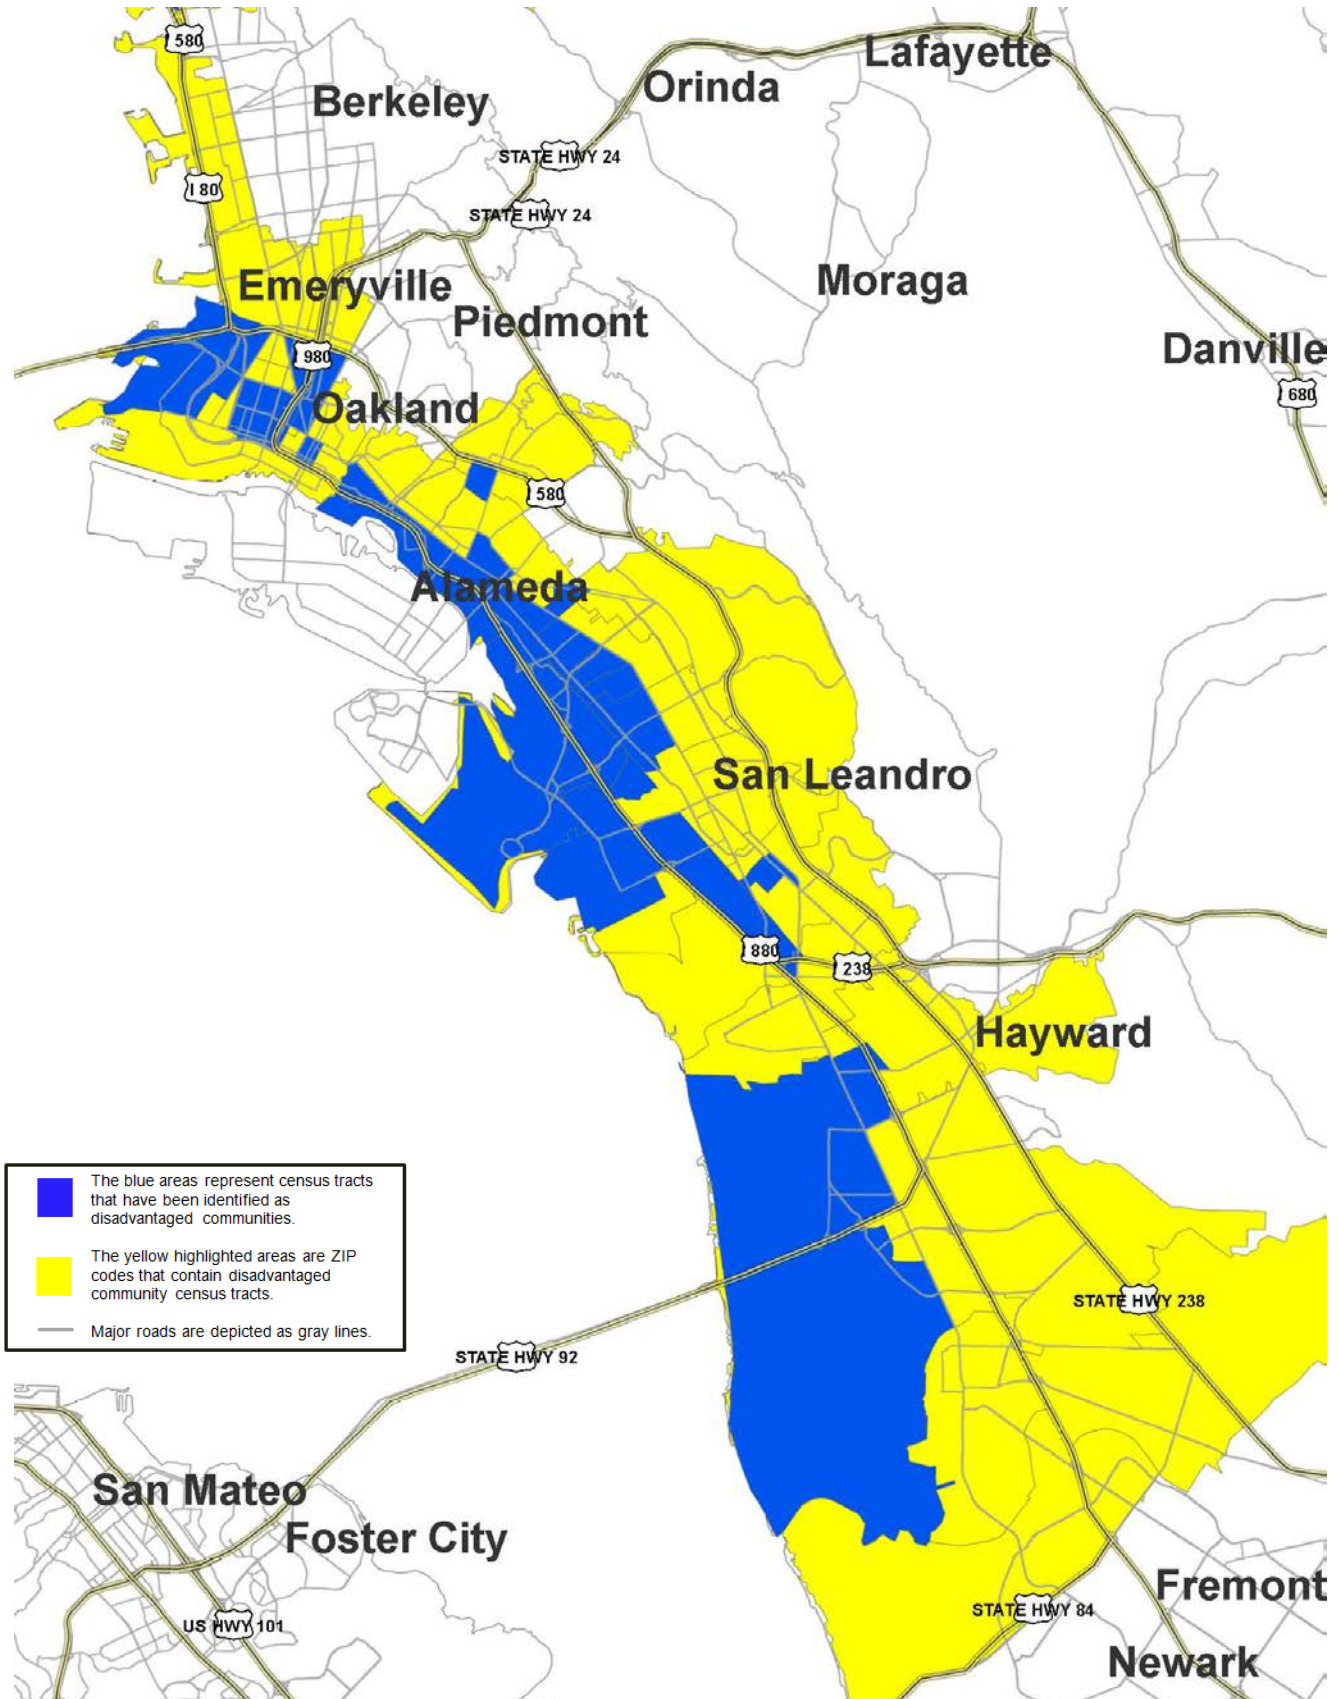 580
Lafayette
Orinda
Berkeley
STATE HWY 24
I 80
STATE HWY 24
Moraga
Emeryville
Piedmont
Danville
980
680
Oakland
580
Alameda
San Leandro
880
238
Hayward
The blue areas represent census tracts
that have been identified as
disadvantaged communities.
The yellow highlighted areas are ZIP
codes that contain disadvantaged
community census tracts.
Major roads are depicted as gray lines.
STATE HWY 238
STATE HWY 92
San Mateo
Foster City
Fremont
STATE HWY 84
US HWY 101
Newark